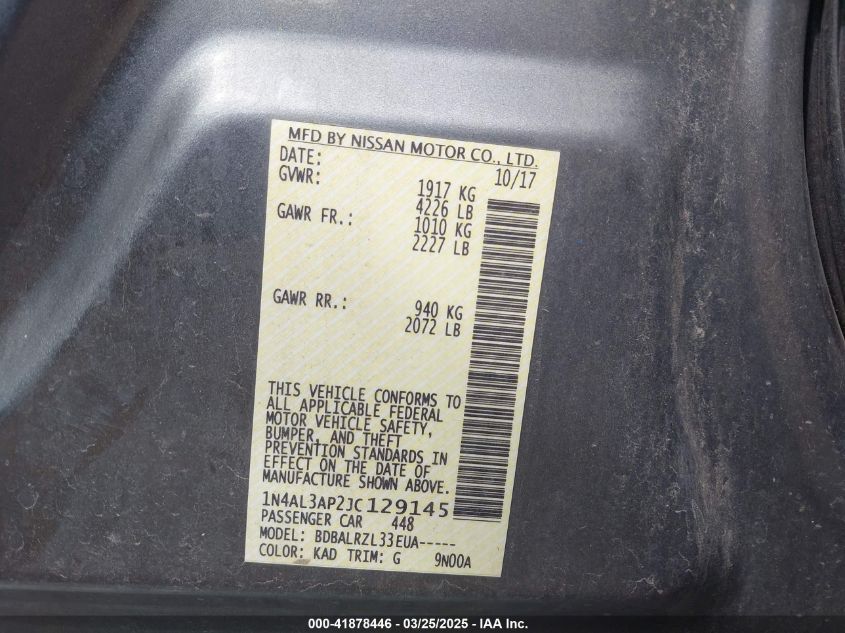 MFD BY NISSAN MOTOR CO., LTD.
DATE: 10/17
GVWR: 1917 KG
4226 LB
GAWR FR.: 1010 KG
2227 LB
GAWR RR.: 940 KG
2072 LB
THIS VEHICLE CONFORMS TO
ALL APPLICABLE FEDERAL
MOTOR VEHICLE SAFETY,
BUMPER, AND THEFT
PREVENTION STANDARDS IN
EFFECT ON THE DATE OF
MANUFACTURE SHOWN ABOVE.
1N4AL3AP2JC129145
PASSENGER CAR 448
MODEL: BDBALRZL33EUA-----
COLOR: KAD TRIM: G 9N00A
000-41878446 - 03/25/2025 - IAA Inc.